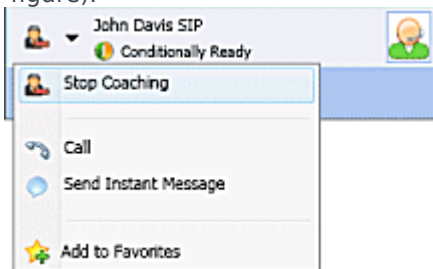 figure).
John Davis SIP
Conditionally Ready
Stop Coaching
Call
Send Instant Message
Add to Favorites